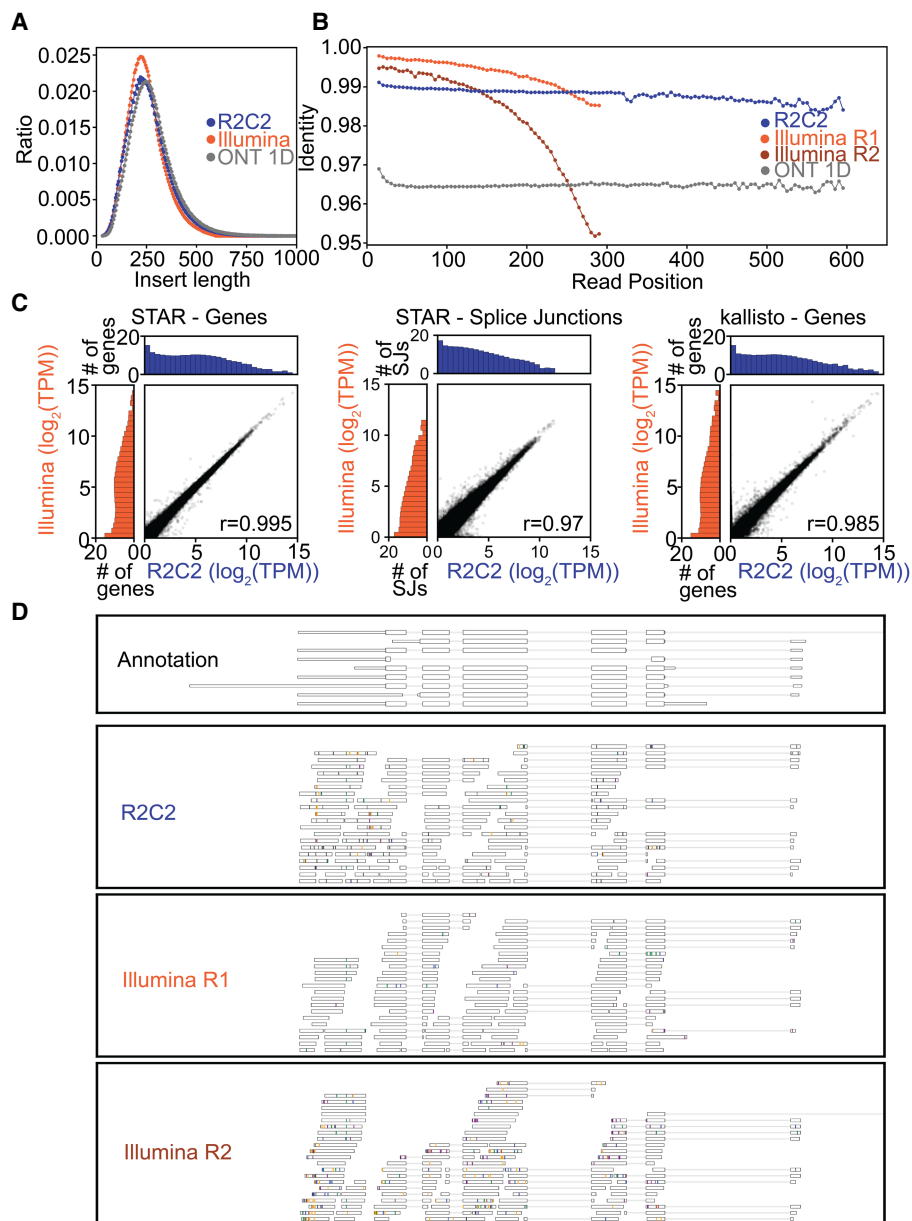 A
0.025
0.020
0.015
0.010
0.005
0.000
Ratio
R2C2
Illumina
ONT 1D
0
250
500
750
1000
Insert length
B
1.00
0.99
0.98
0.97
0.96
0.95
Identity
R2C2
Illumina R1
Illumina R2
ONT 1D
0
100
200
300
400
500
600
Read Position
C
STAR - Genes
# of
genes
20
0
Illumina (log2(TPM))
15
10
5
0
r=0.995
20
0
0
5
15
# of
genes
R2C2 (log2(TPM))
STAR - Splice Junctions
# of
SJs
20
0
Illumina (log2(TPM))
15
10
5
0
r=0.97
20
0
0
5
15
# of
SJs
R2C2 (log2(TPM))
kallisto - Genes
# of
genes
20
0
Illumina (log2(TPM))
15
10
5
0
r=0.985
20
0
0
5
15
# of
genes
R2C2 (log2(TPM))
D
Annotation
R2C2
Illumina R1
Illumina R2